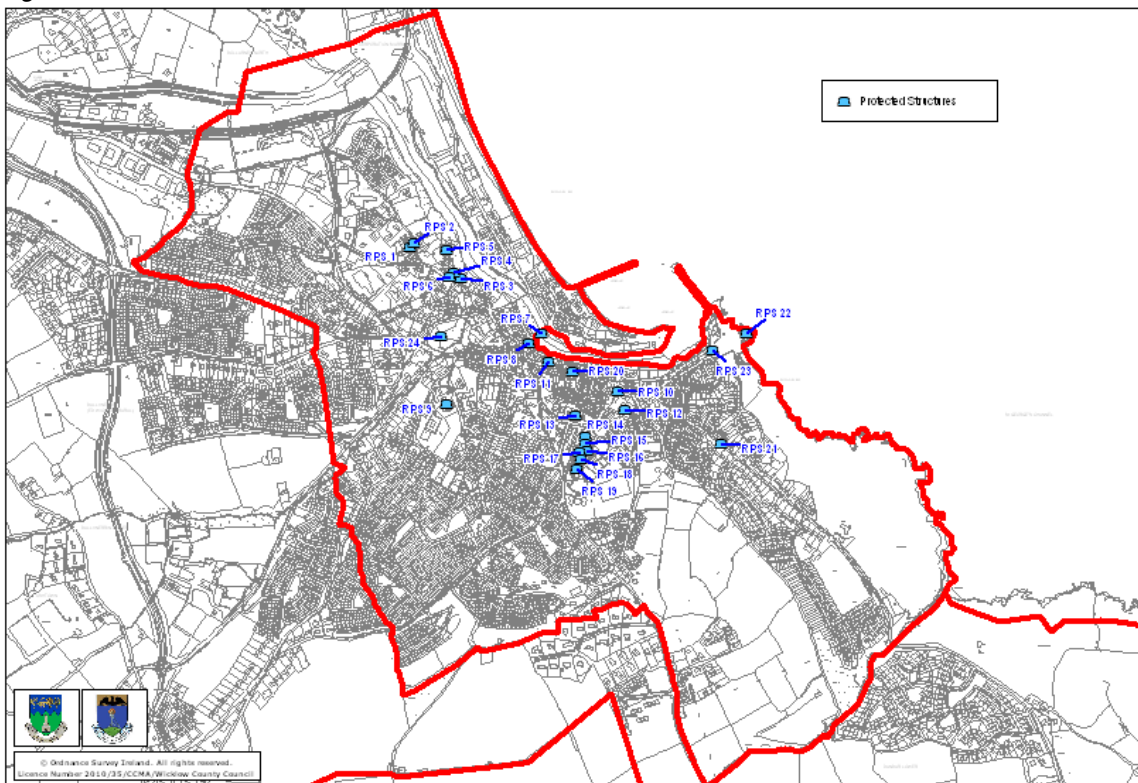 Protected Structures
RPS 2
RPS 1
RPS 5
RPS 4
RPS 6
RPS 3
RPS 7
RPS 22
RPS 24
RPS 8
RPS 23
RPS 11
RPS 20
RPS 10
RPS 9
RPS 12
RPS 13
RPS 14
RPS 15
RPS 21
RPS 17
RPS 16
RPS 18
RPS 19
© Ordnance Survey Ireland. All rights reserved.
Licence Number 2010/35/CCMA/Wicklow County Council